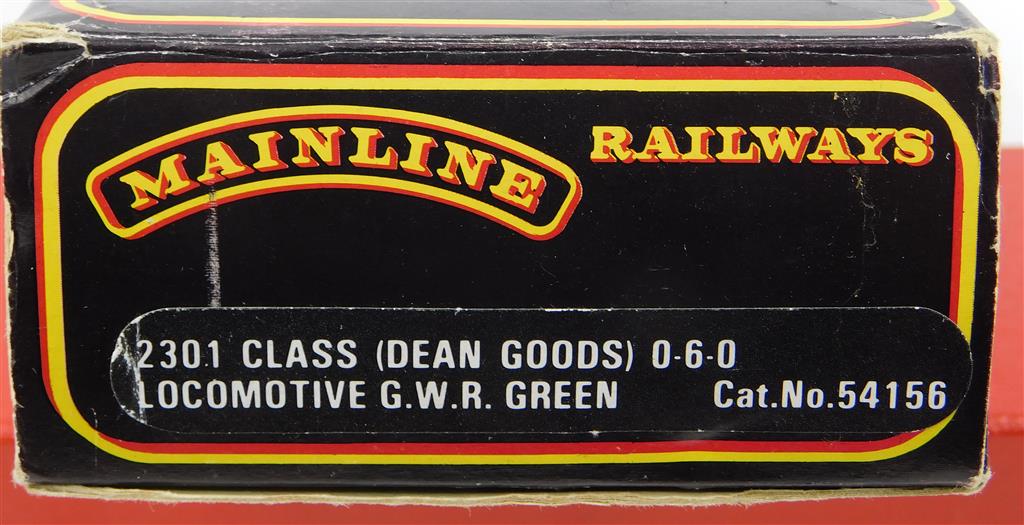 MAINLINE RAILWAYS
2301 CLASS (DEAN GOODS) 0-6-0
LOCOMOTIVE G.W.R. GREEN Cat.No.54156